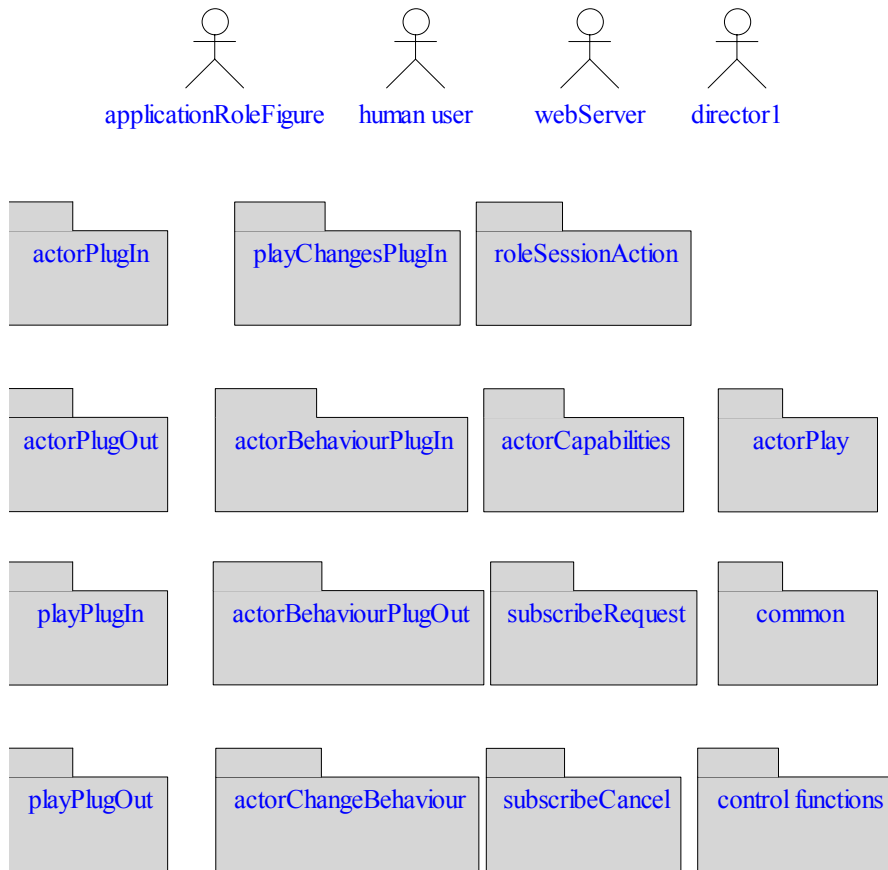 applicationRoleFigure human user webServer director1
actorPlugIn playChangesPlugIn roleSessionAction
actorPlugOut actorBehaviourPlugIn actorCapabilities actorPlay
playPlugIn actorBehaviourPlugOut subscribeRequest common
playPlugOut actorChangeBehaviour subscribeCancel control functions